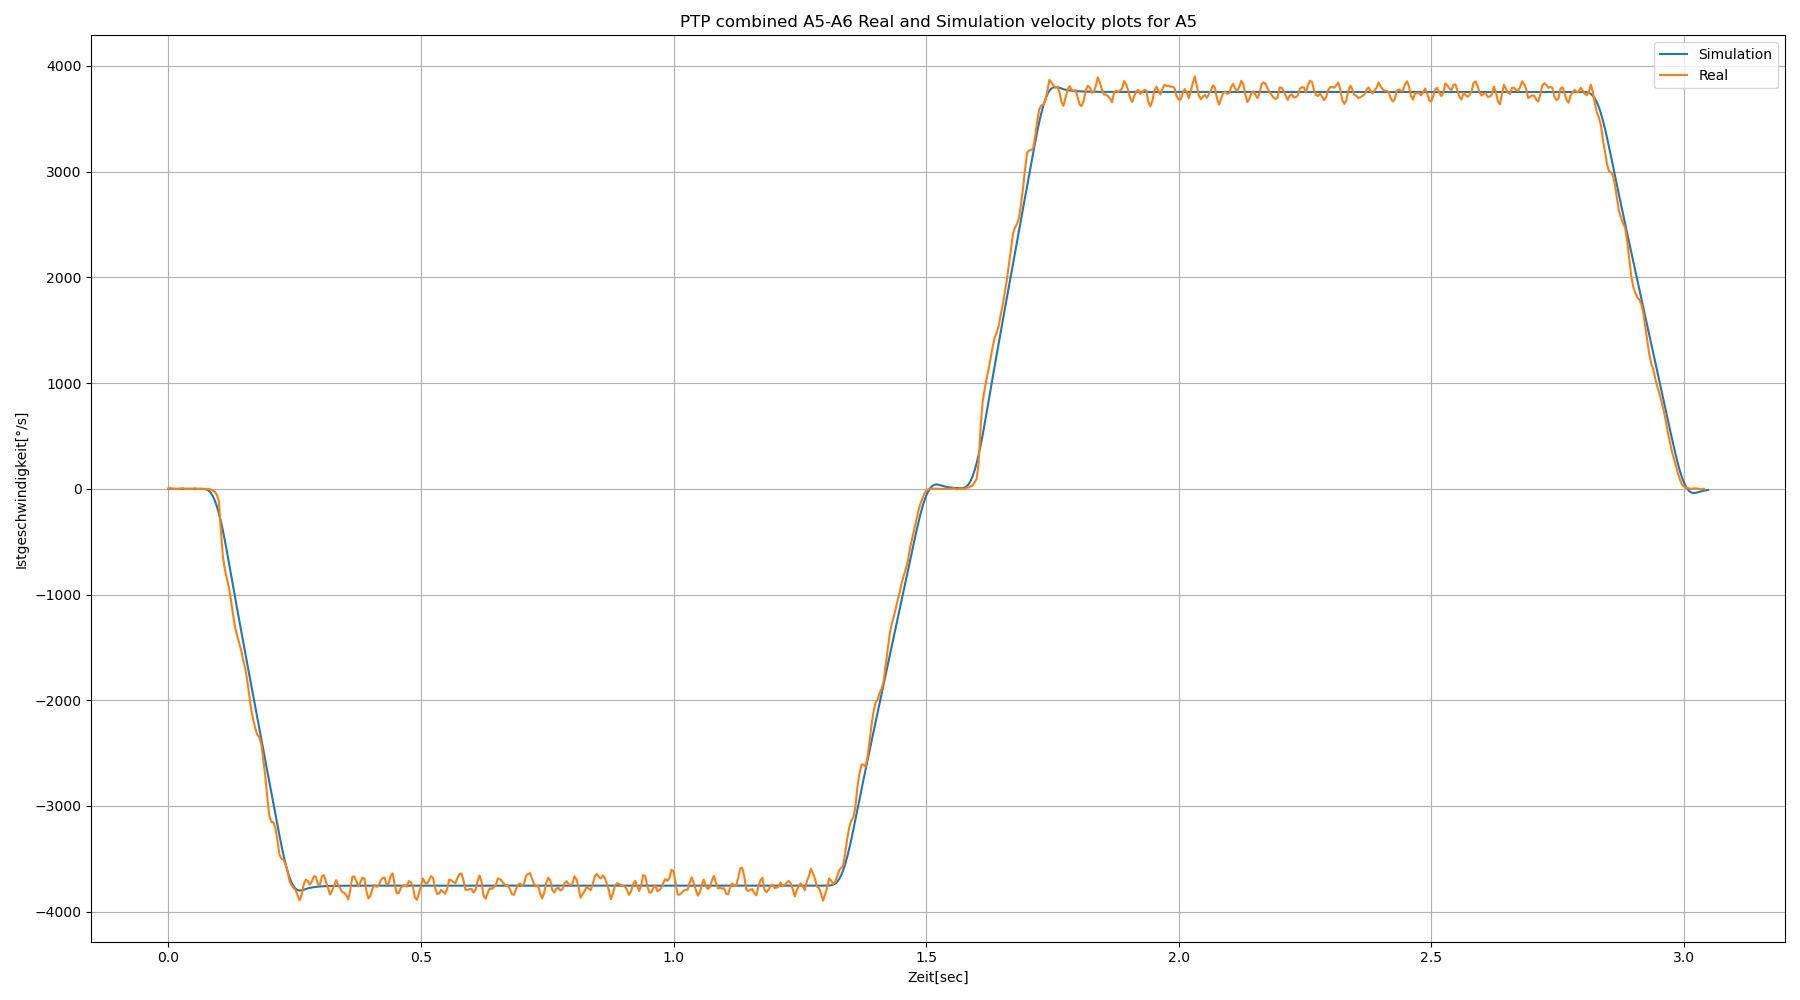 PTP combined A5-A6 Real and Simulation velocity plots for A5
Simulation
Real
4000
3000
2000
1000
0
−1000
−2000
−3000
−4000
Istgeschwindigkeit[°/s]
0.0 0.5 1.0 1.5 2.0 2.5 3.0
Zeit[sec]